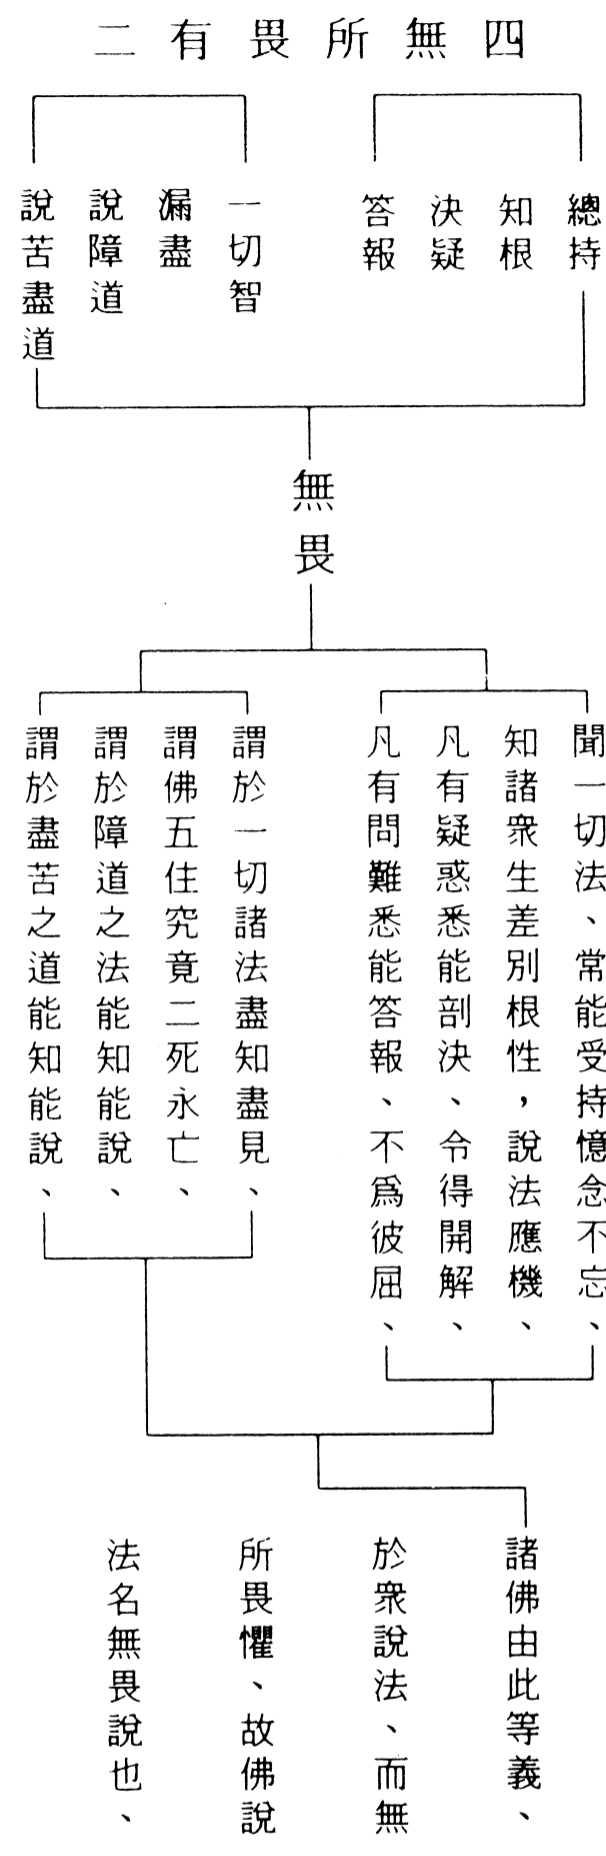 四無所畏有二
總持
知根
決疑
答報
一切智
漏盡
說障道
說苦盡道
無畏
聞一切法、常能受持憶念不忘、
知諸衆生差別根性，說法應機、
凡有疑惑悉能剖決、令得開解、
凡有問難悉能答報、不爲彼屈、
謂於一切諸法盡知盡見、
謂佛五住究竟二死永亡、
謂於障道之法能知能說、
謂於盡苦之道能知能說、
諸佛由此等義、
於衆說法、而無
所畏懼、故佛說
法名無畏說也、